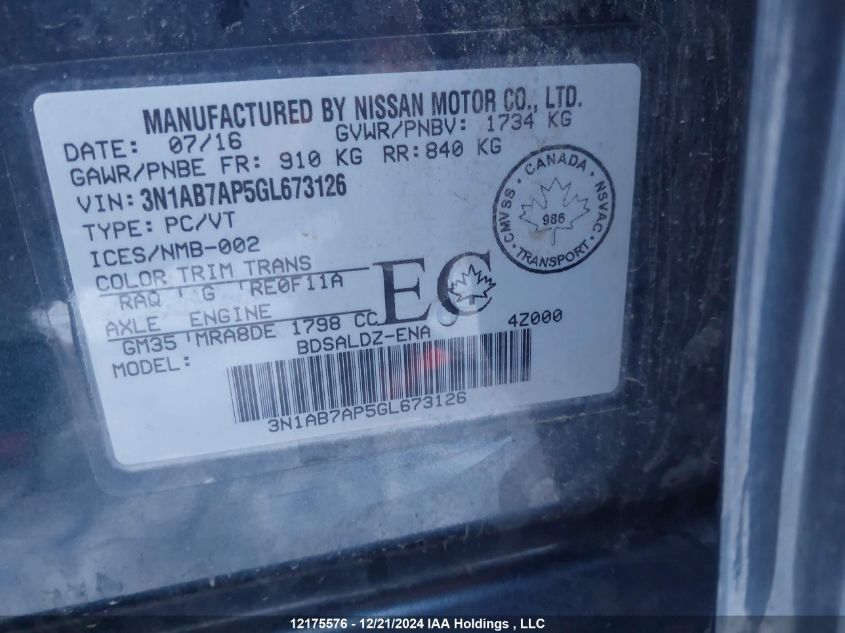 MANUFACTURED BY NISSAN MOTOR CO., LTD.
DATE: 07/16 GVWR/PNBV: 1734 KG
GAWR/PNBE FR: 910 KG RR:840 KG
VIN: 3N1AB7AP5GL673126
TYPE: PC/VT
ICES/NMB-002
COLOR TRIM TRANS
RAQ G RE0F11A
AXLE ENGINE
GM35 MRA8DE 1798 CC
MODEL: BDSALDZ-ENA 4Z000
3N1AB7AP5GL673126
EC
CANADA
CMVSS 986 NSVAC
TRANSPORT
12175576 - 12/21/2024 IAA Holdings , LLC